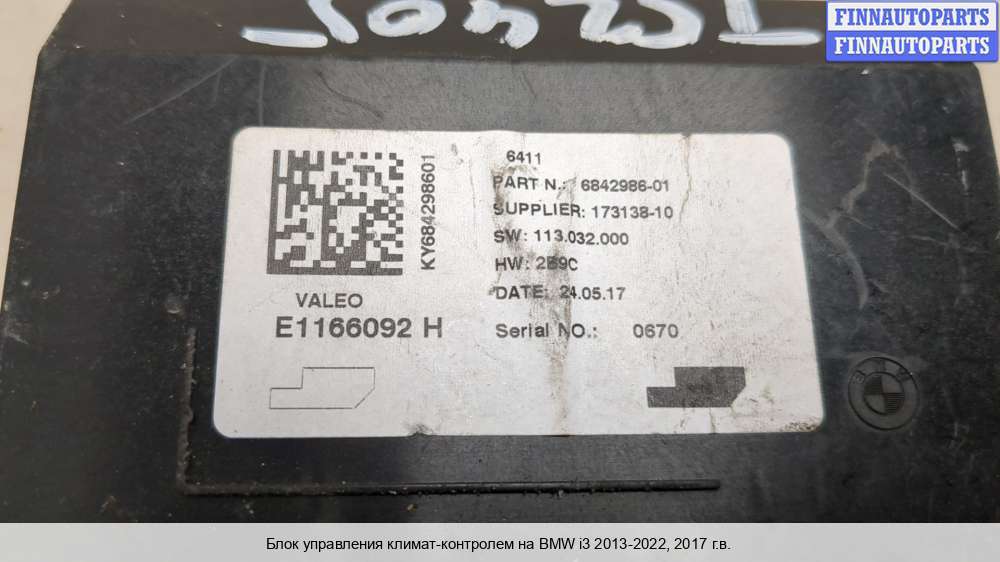 FINNAUTOPARTS
FINNAUTOPARTS
6411
PART N.: 6842986-01
SUPPLIER: 173138-10
SW: 113.032.000
HW: 2B9C
DATE: 24.05.17
Serial NO.: 0670
KY684298601
VALEO
E1166092 H
BMW
Блок управления климат-контролем на BMW i3 2013-2022, 2017 г.в.